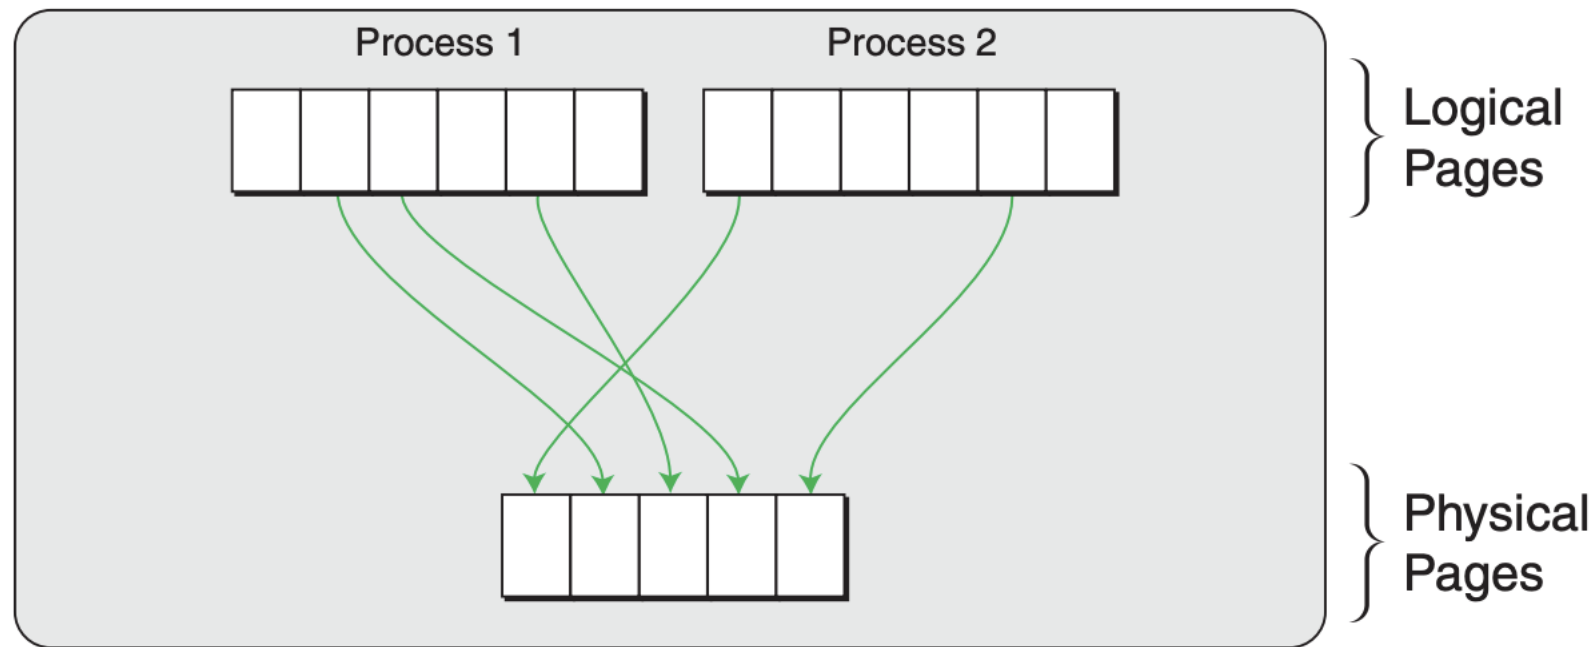 Process 1
Process 2
Logical
Pages
Physical
Pages